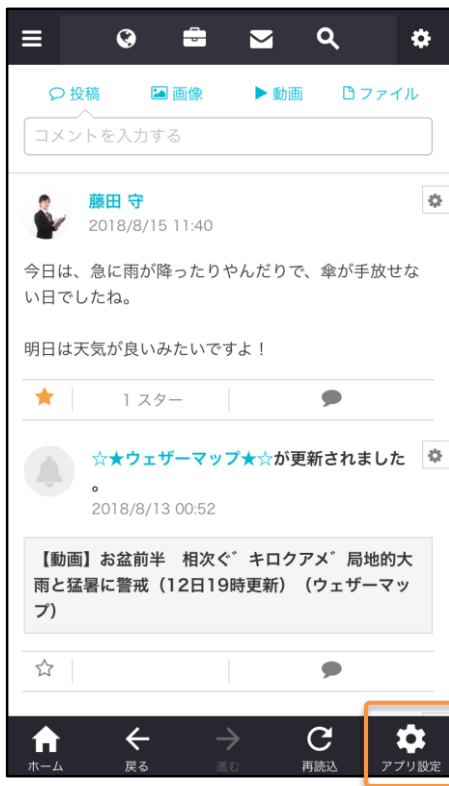 投稿 画像 動画 ファイル
コメントを入力する
藤田 守
2018/8/15 11:40
今日は、急に雨が降ったりやんだりで、傘が手放せな
い日でしたね。
明日は天気が良いみたいですよ！
1 スター
☆★ウェザーマップ★☆が更新されました
。
2018/8/13 00:52
【動画】お盆前半　相次ぐ゛キロクアメ゛局地的大
雨と猛暑に警戒（12日19時更新）（ウェザーマッ
プ）
ホーム 戻る 進む 再読込 アプリ設定